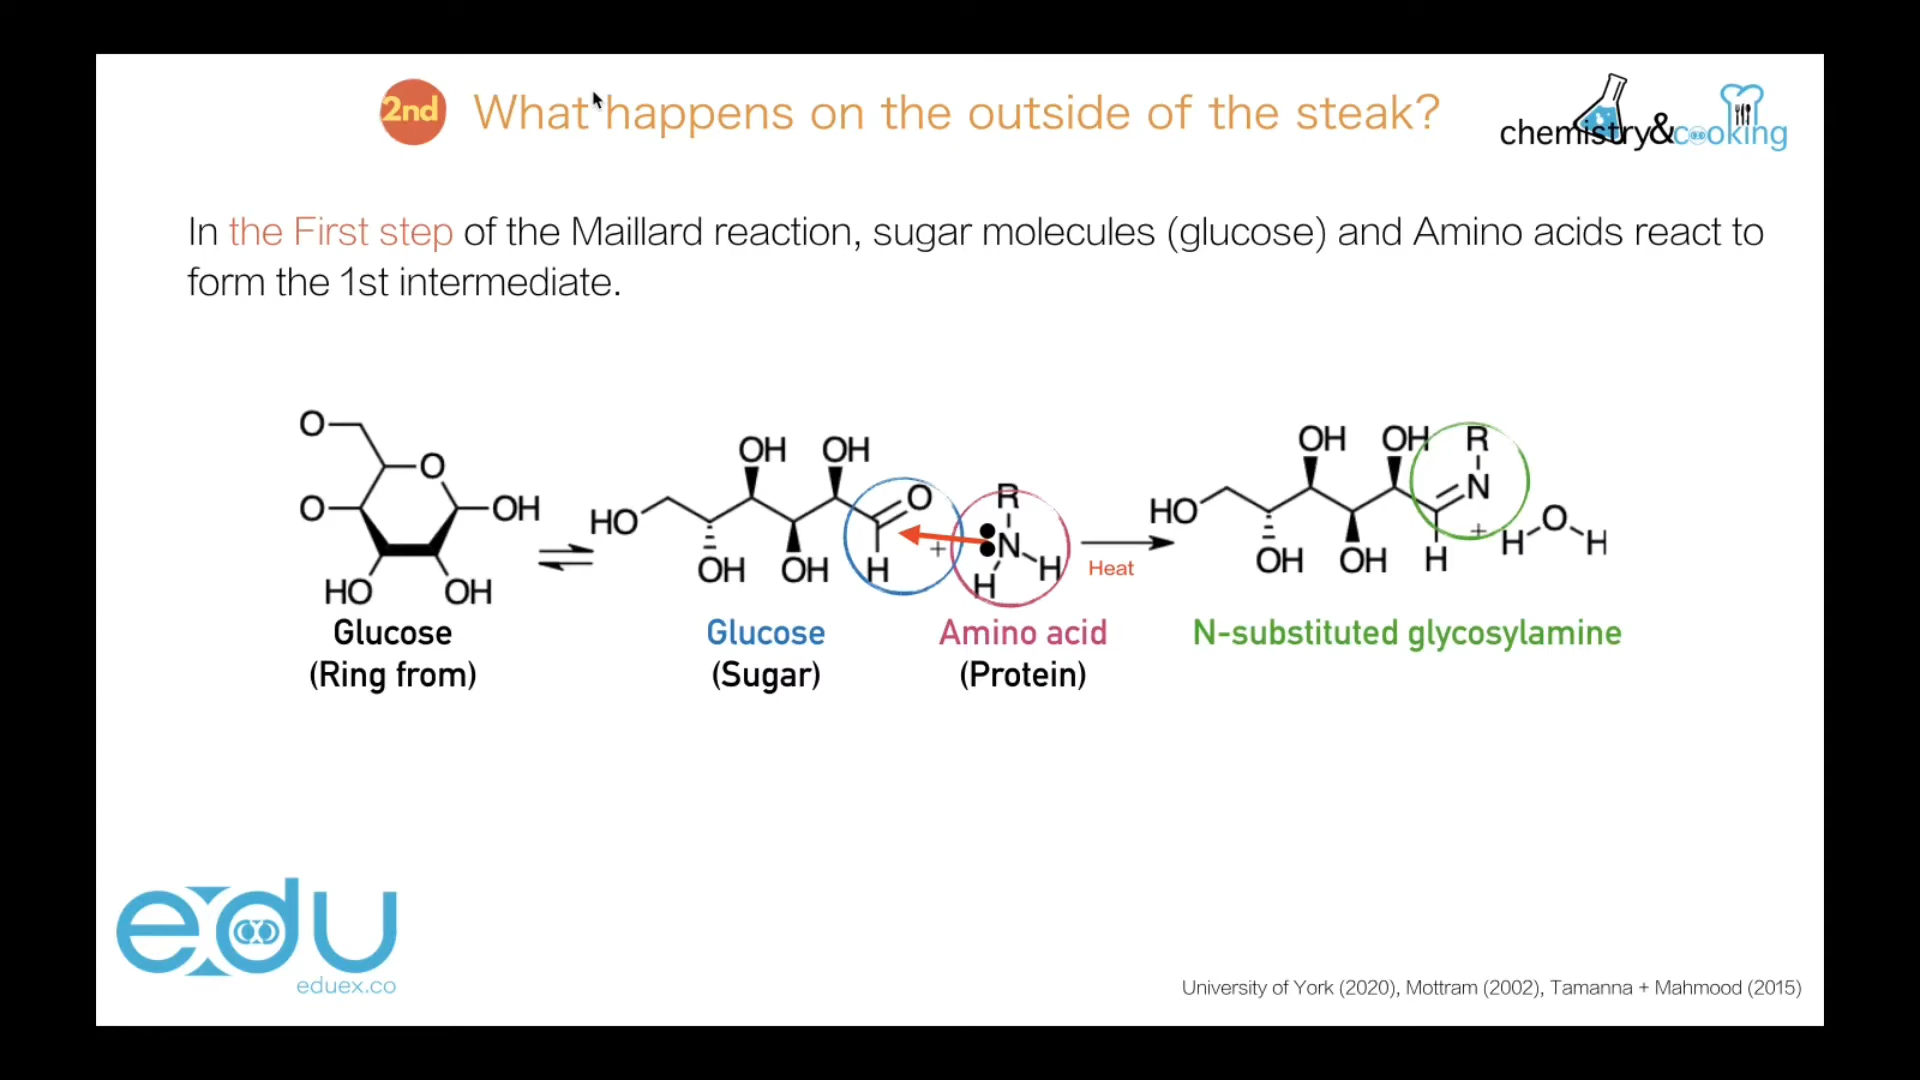 2nd What happens on the outside of the steak?
chemistry&cooking
In the First step of the Maillard reaction, sugar molecules (glucose) and Amino acids react to
form the 1st intermediate.
O
O
O
OH
HO
OH
HO
OH
OH
OH
OH
O
H
+
R
N
H
H
Heat
HO
OH
OH
OH
OH
R
N
H
+
H
O
H
Glucose
(Ring from)
Glucose
(Sugar)
Amino acid
(Protein)
N-substituted glycosylamine
edu
eduex.co
University of York (2020), Mottram (2002), Tamanna + Mahmood (2015)